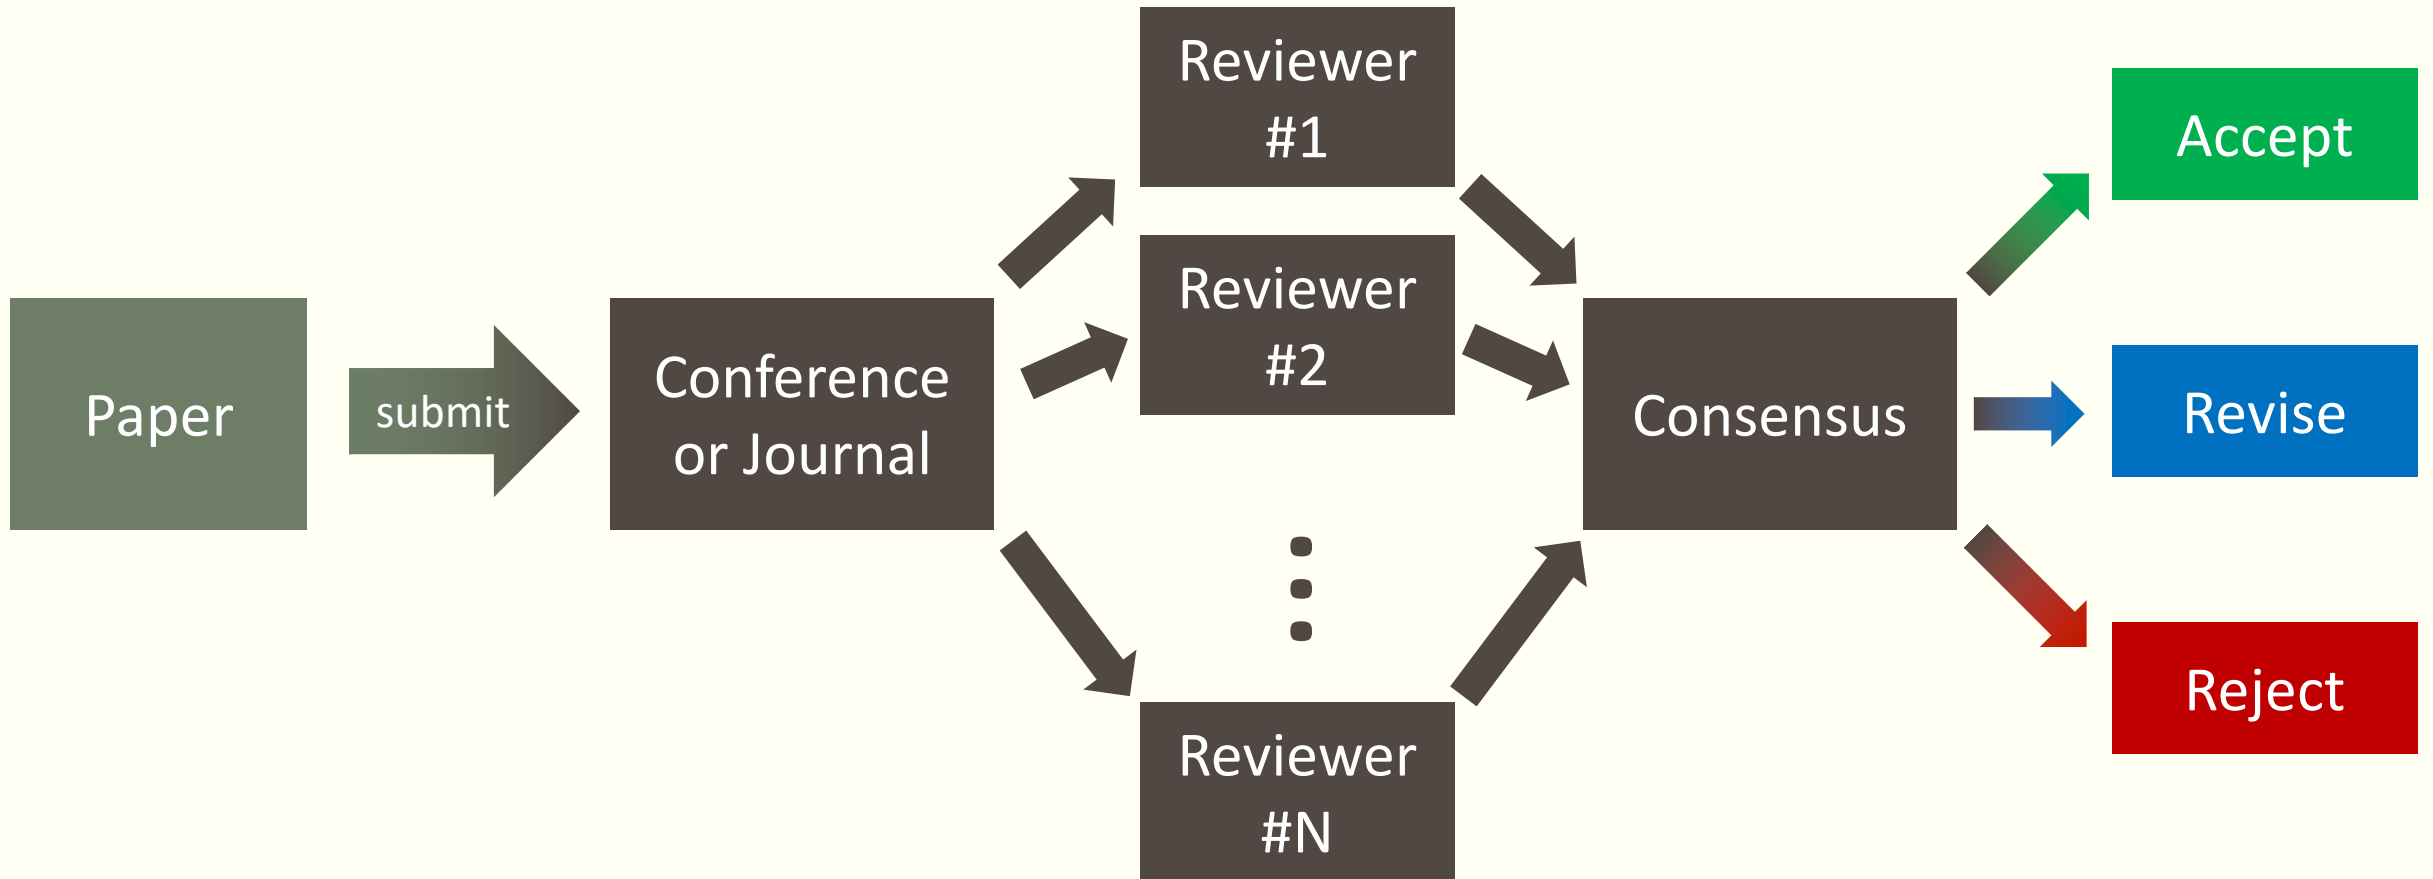 Paper
submit
Conference
or Journal
Reviewer
#1
Reviewer
#2
Reviewer
#N
Consensus
Accept
Revise
Reject